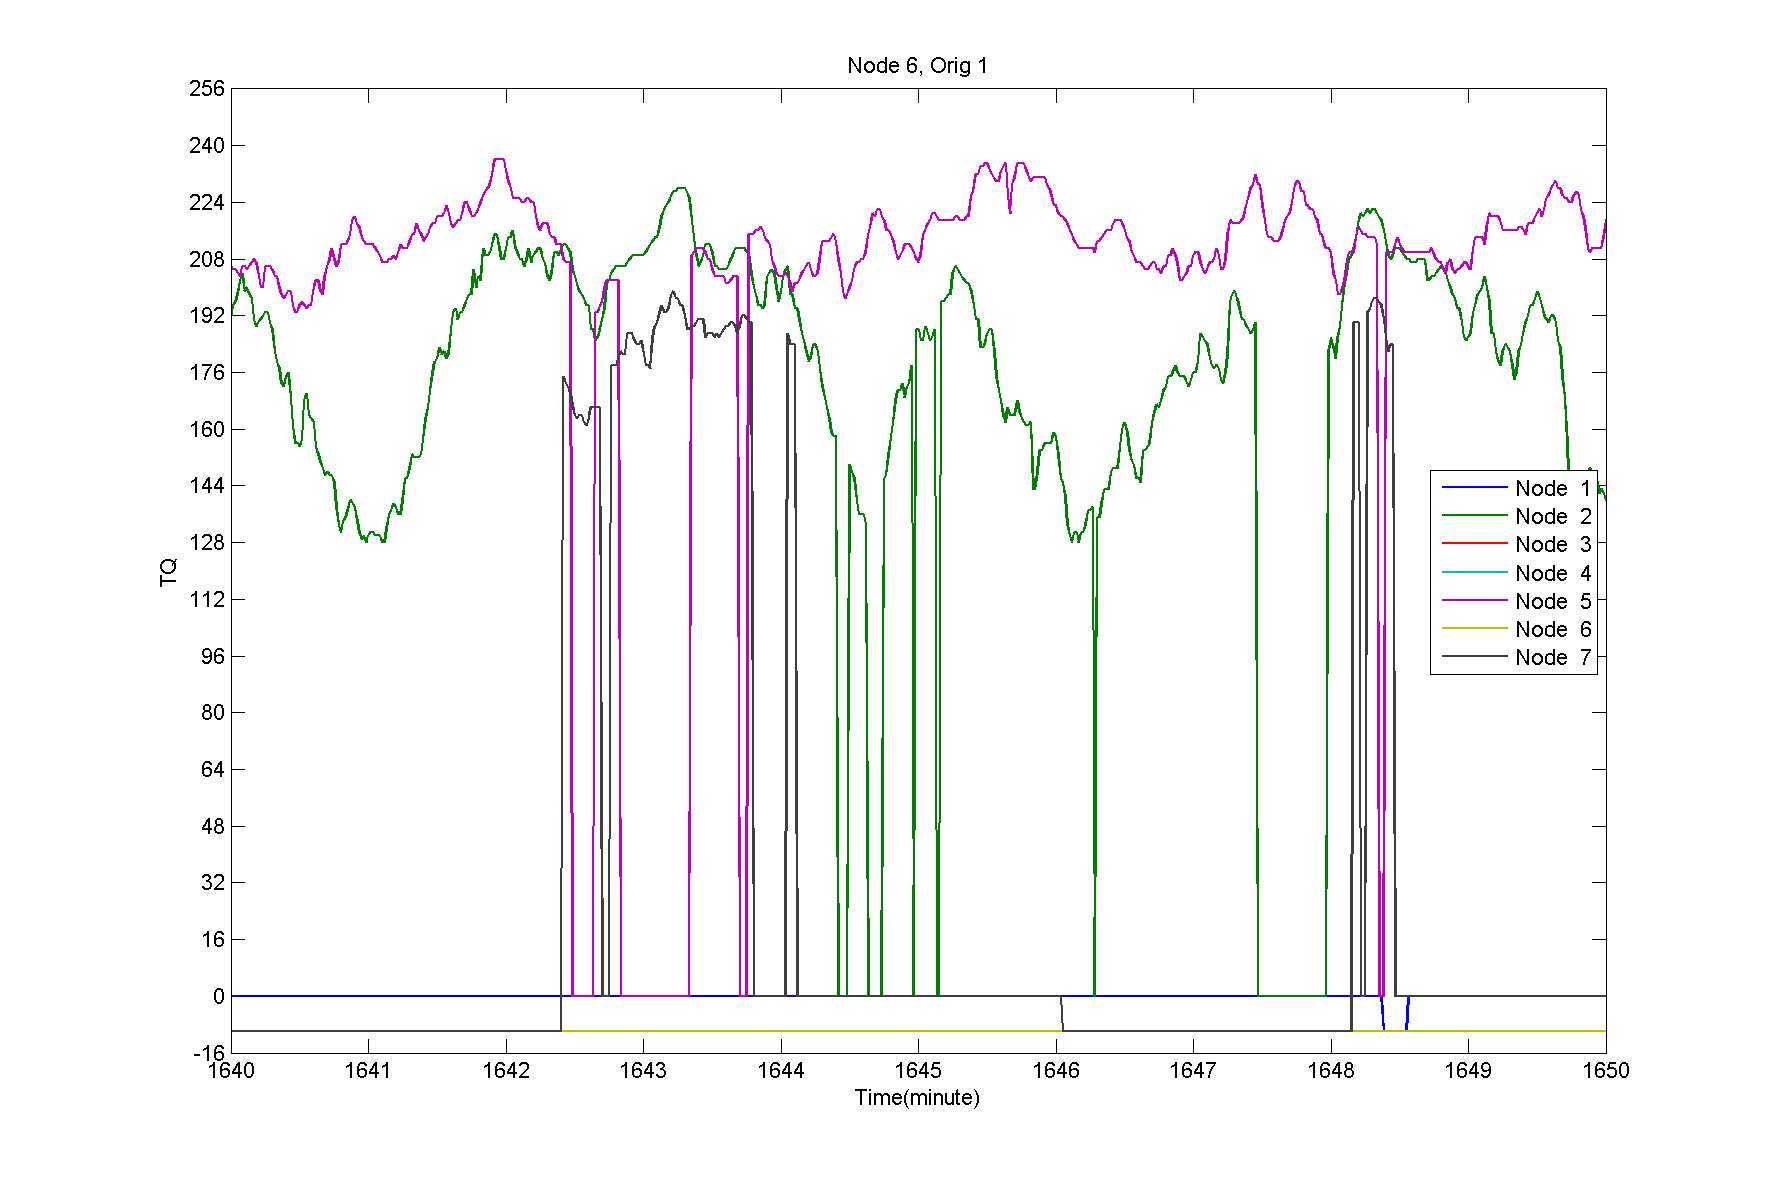 Node 6, Orig 1
256
240
224
208
192
176
160
144
128
112
96
80
64
48
32
16
0
-16
TQ
Node 1
Node 2
Node 3
Node 4
Node 5
Node 6
Node 7
1640 1641 1642 1643 1644 1645 1646 1647 1648 1649 1650
Time(minute)